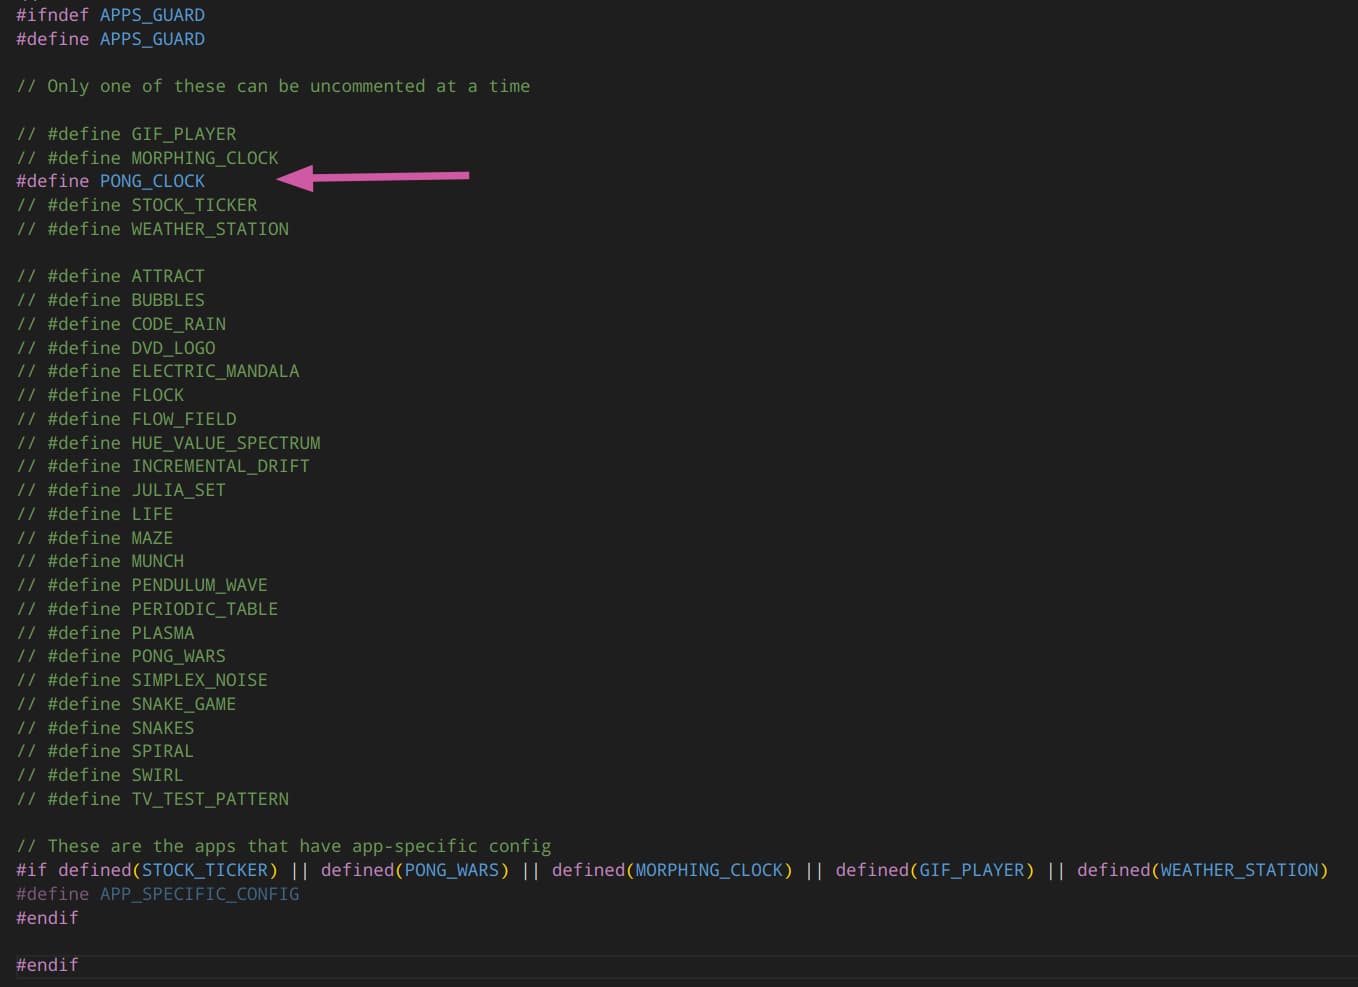 #ifndef APPS_GUARD
#define APPS_GUARD
// Only one of these can be uncommented at a time
// #define GIF_PLAYER
// #define MORPHING_CLOCK
#define PONG_CLOCK
// #define STOCK_TICKER
// #define WEATHER_STATION
// #define ATTRACT
// #define BUBBLES
// #define CODE_RAIN
// #define DVD_LOGO
// #define ELECTRIC_MANDALA
// #define FLOCK
// #define FLOW_FIELD
// #define HUE_VALUE_SPECTRUM
// #define INCREMENTAL_DRIFT
// #define JULIA_SET
// #define LIFE
// #define MAZE
// #define MUNCH
// #define PENDULUM_WAVE
// #define PERIODIC_TABLE
// #define PLASMA
// #define PONG_WARS
// #define SIMPLEX_NOISE
// #define SNAKE_GAME
// #define SNAKES
// #define SPIRAL
// #define SWIRL
// #define TV_TEST_PATTERN
// These are the apps that have app-specific config
#if defined(STOCK_TICKER) || defined(PONG_WARS) || defined(MORPHING_CLOCK) || defined(GIF_PLAYER) || defined(WEATHER_STATION)
#define APP_SPECIFIC_CONFIG
#endif
#endif